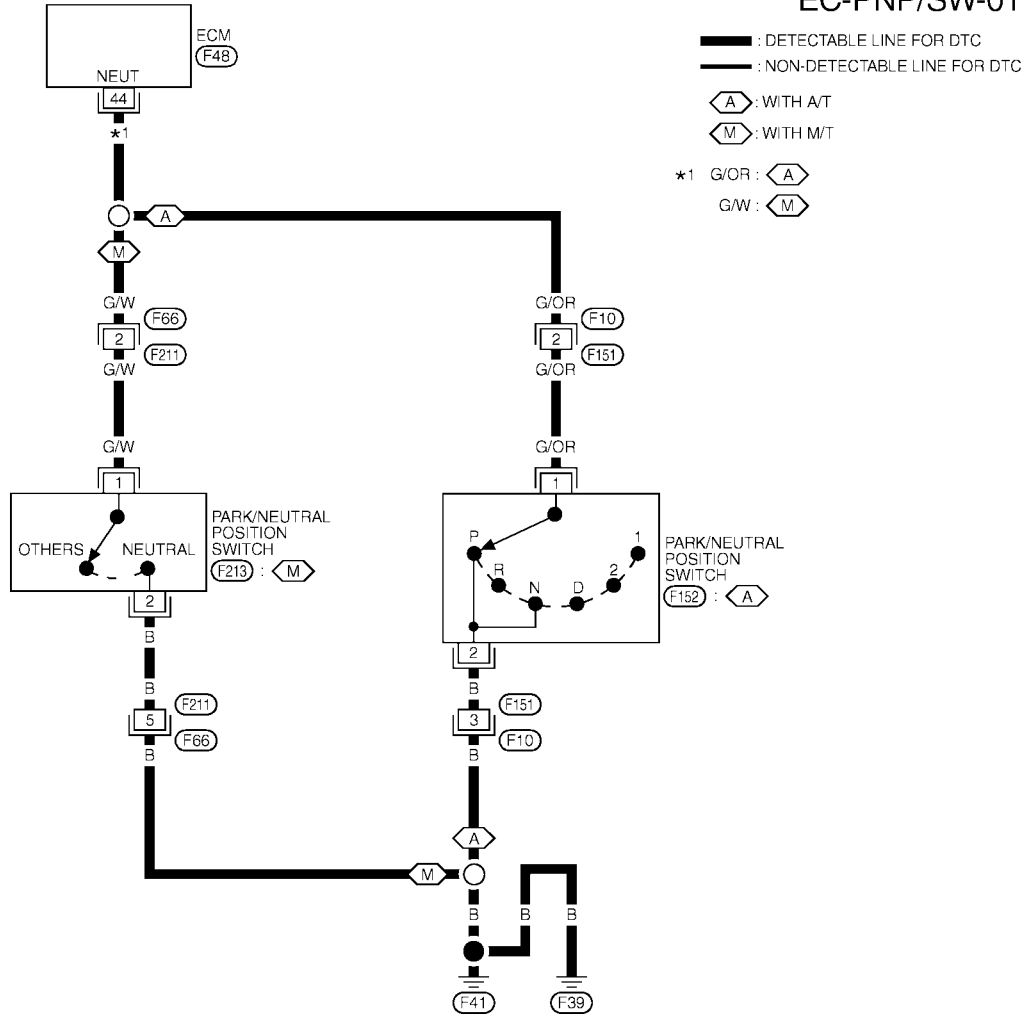 EC-PNP/SW-01
: DETECTABLE LINE FOR DTC
: NON-DETECTABLE LINE FOR DTC
A : WITH A/T
M : WITH M/T
*1 G/OR : A
G/W : M
ECM
F48
NEUT
44
*1
A
M
G/W
F66
2
F211
G/W
G/W
1
G/OR
F10
2
F151
G/OR
G/OR
1
OTHERS
NEUTRAL
PARK/NEUTRAL
POSITION
SWITCH
F213 : M
2
P
R
N
D
2
1
PARK/NEUTRAL
POSITION
SWITCH
F152 : A
2
B
B
F211
5
F66
B
B
B
F151
3
F10
B
A
M
B
B
B
F41
F39